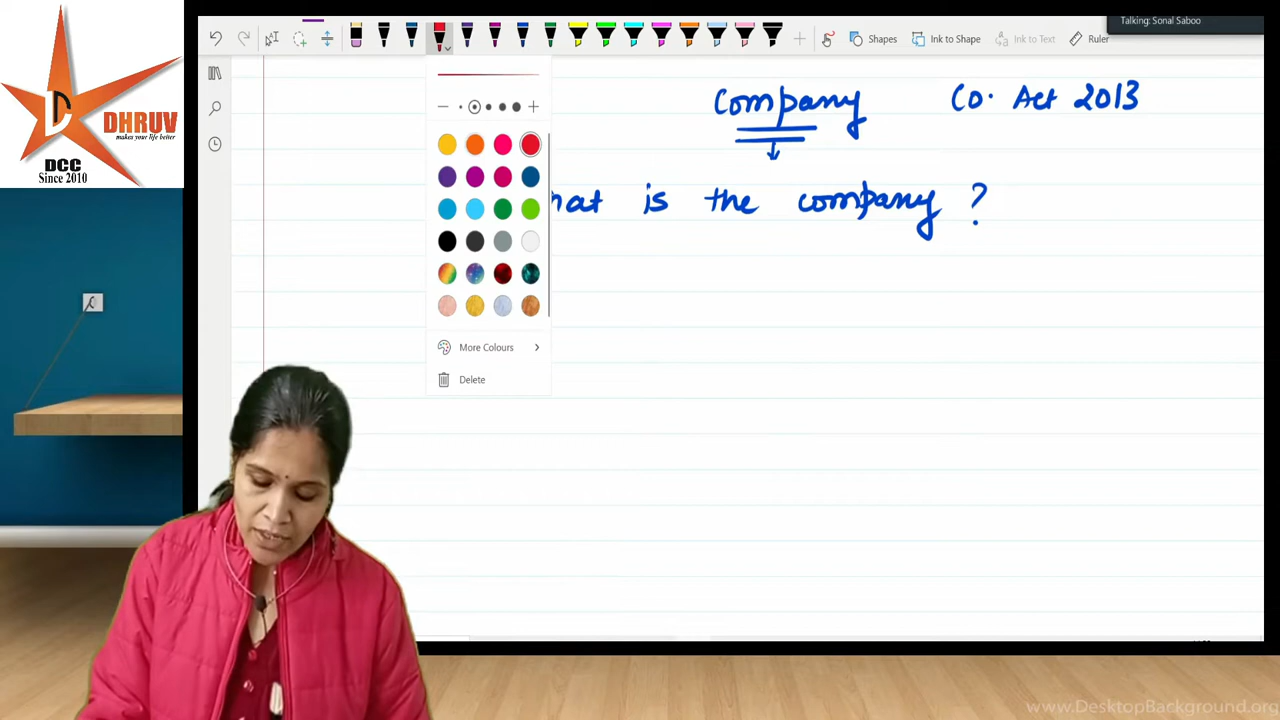 Talking: Sonal Saboo
Shapes
Ink to Shape
Ink to Text
Ruler
D
DHRUV
makes your life better
DCC
Since 2010
Company
Co. Act 2013
hat is the company ?
More Colours
Delete
www.DesktopBackground.org